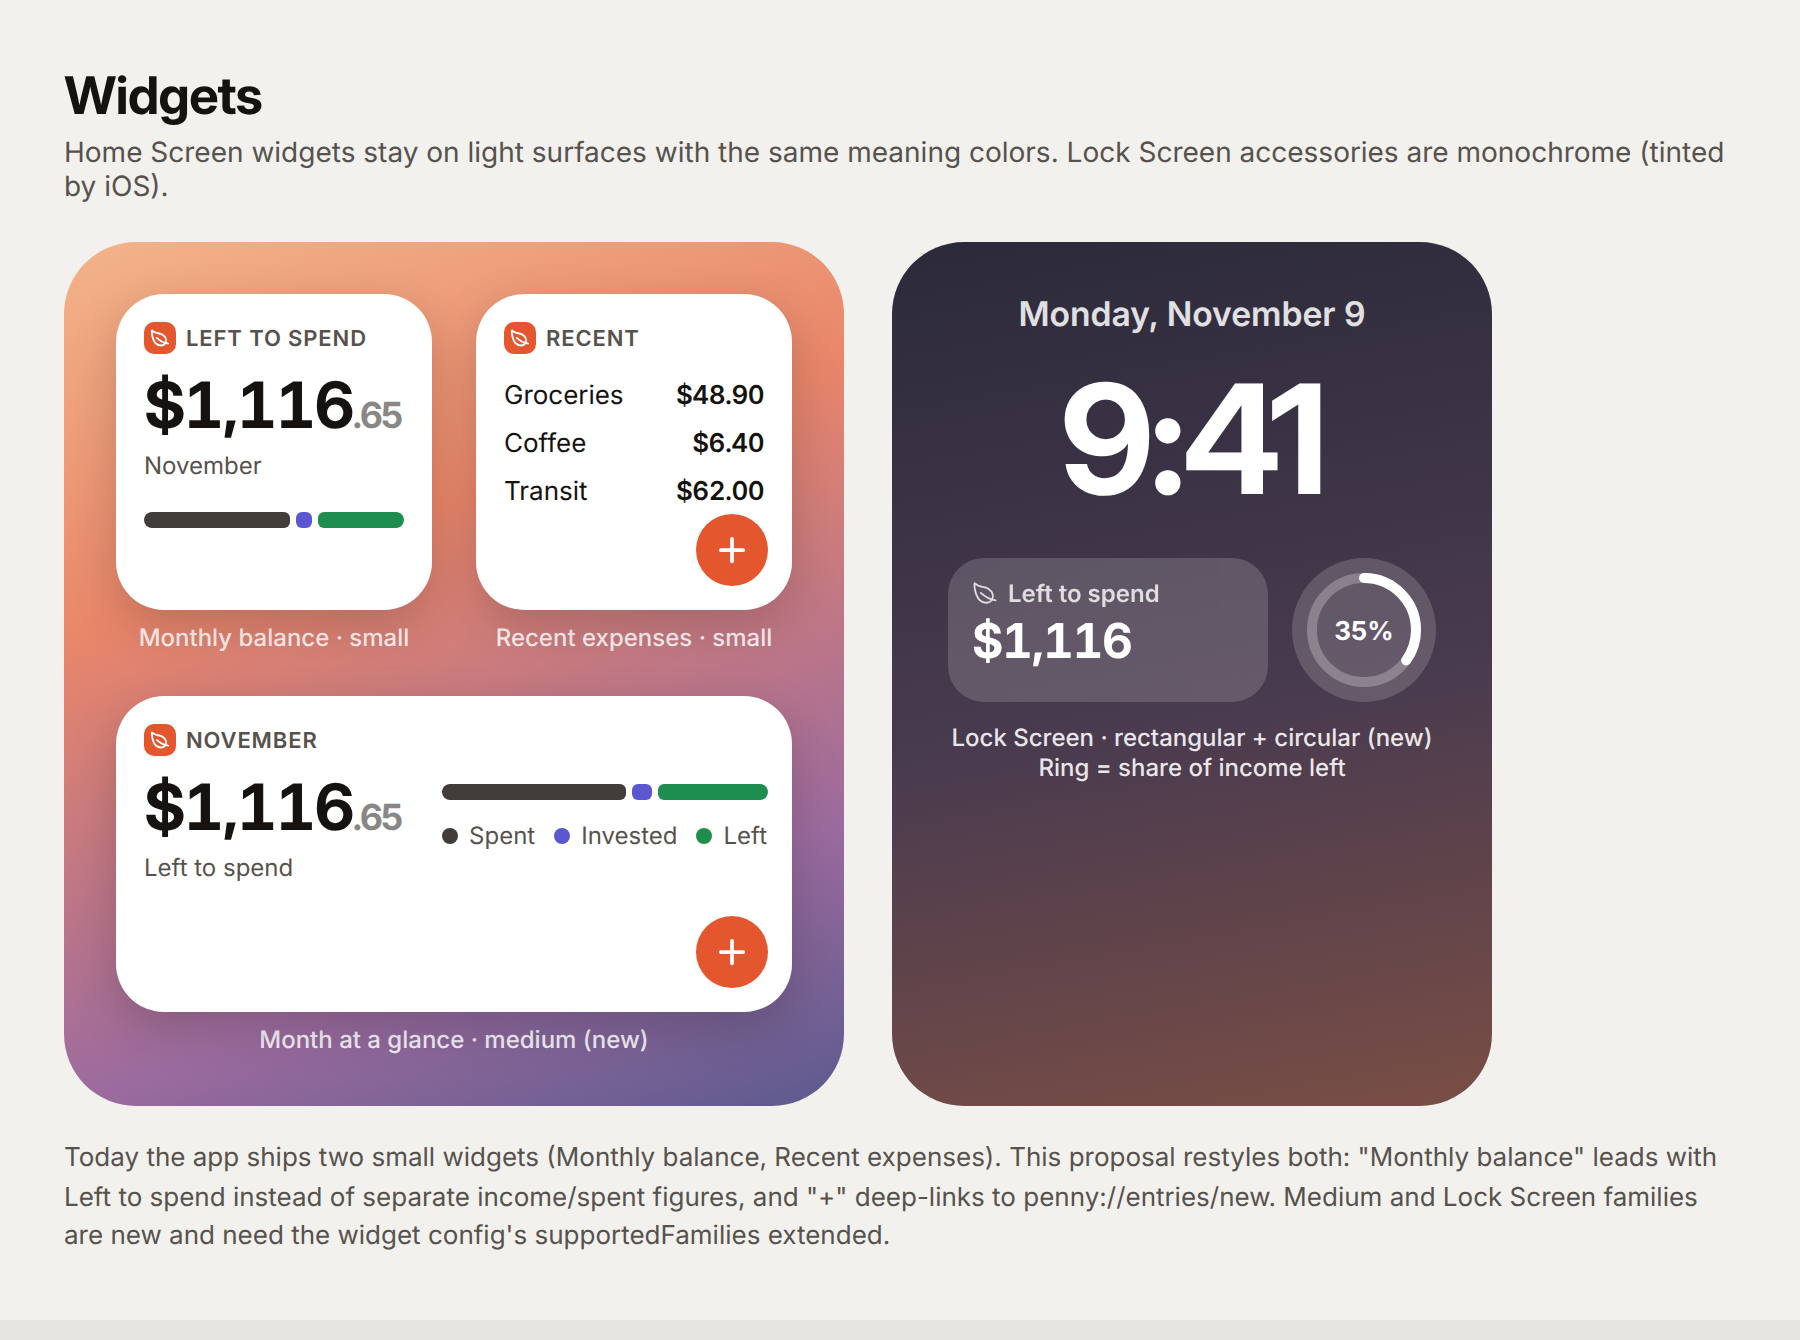 Widgets
Home Screen widgets stay on light surfaces with the same meaning colors. Lock Screen accessories are monochrome (tinted
by iOS).
LEFT TO SPEND
$1,116.65
November
RECENT
Groceries $48.90
Coffee $6.40
Transit $62.00
+
Monthly balance · small
Recent expenses · small
NOVEMBER
$1,116.65
Left to spend
Spent Invested Left
+
Month at a glance · medium (new)
Monday, November 9
9:41
Left to spend
$1,116
35%
Lock Screen · rectangular + circular (new)
Ring = share of income left
Today the app ships two small widgets (Monthly balance, Recent expenses). This proposal restyles both: "Monthly balance" leads with
Left to spend instead of separate income/spent figures, and "+" deep-links to penny://entries/new. Medium and Lock Screen families
are new and need the widget config's supportedFamilies extended.